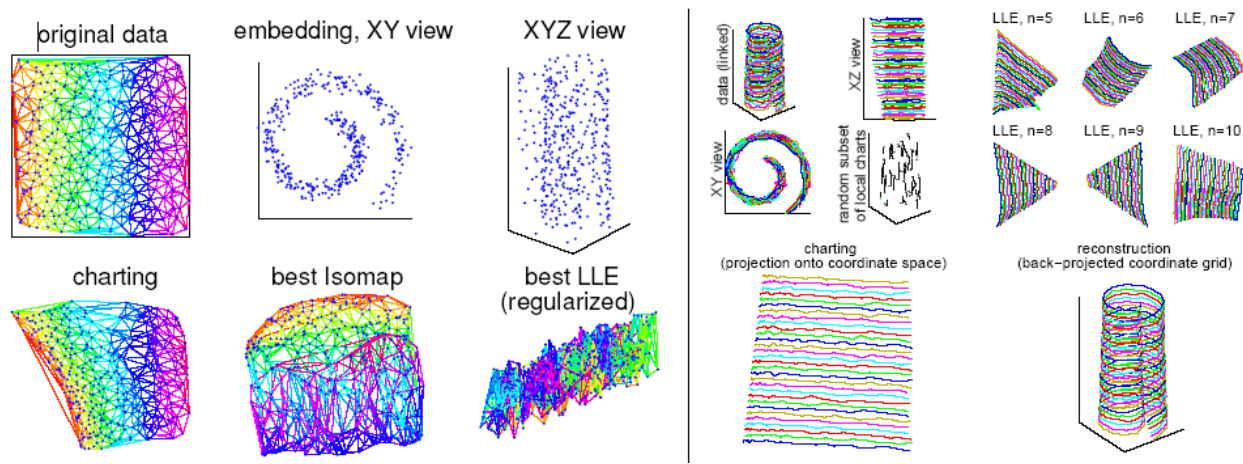 original data
embedding, XY view
XYZ view
charting
best Isomap
best LLE
(regularized)
data (linked)
XZ view
XY view
random subset
of local charts
LLE, n=5
LLE, n=6
LLE, n=7
LLE, n=8
LLE, n=9
LLE, n=10
charting
(projection onto coordinate space)
reconstruction
(back-projected coordinate grid)